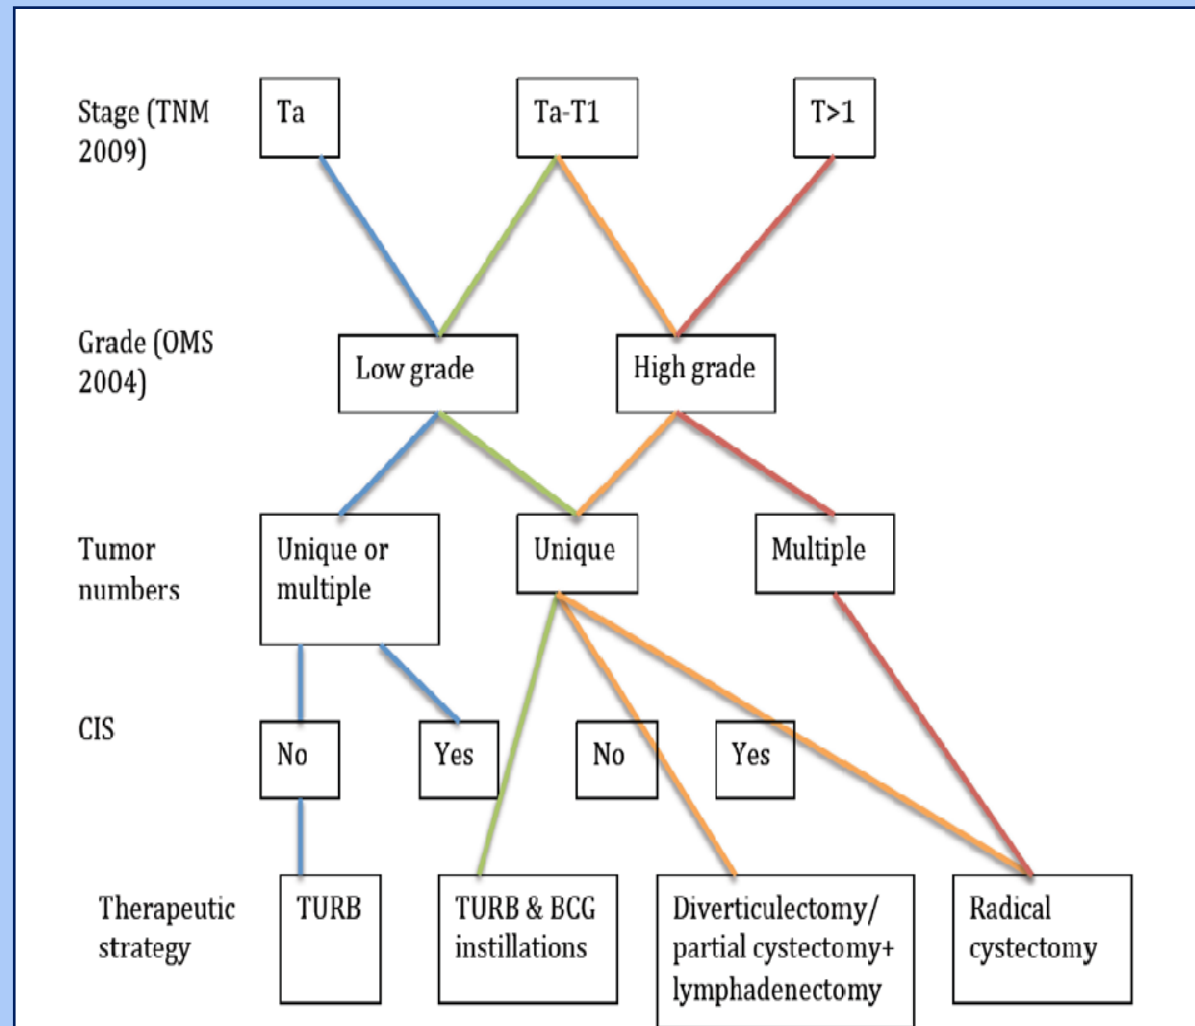 Stage (TNM
2009)
Ta
Ta-T1
T>1
Grade (OMS
2004)
Low grade
High grade
Tumor
numbers
Unique or
multiple
Unique
Multiple
CIS
No
Yes
No
Yes
Therapeutic
strategy
TURB
TURB & BCG
instillations
Diverticulectomy/
partial cystectomy+
lymphadenectomy
Radical
cystectomy